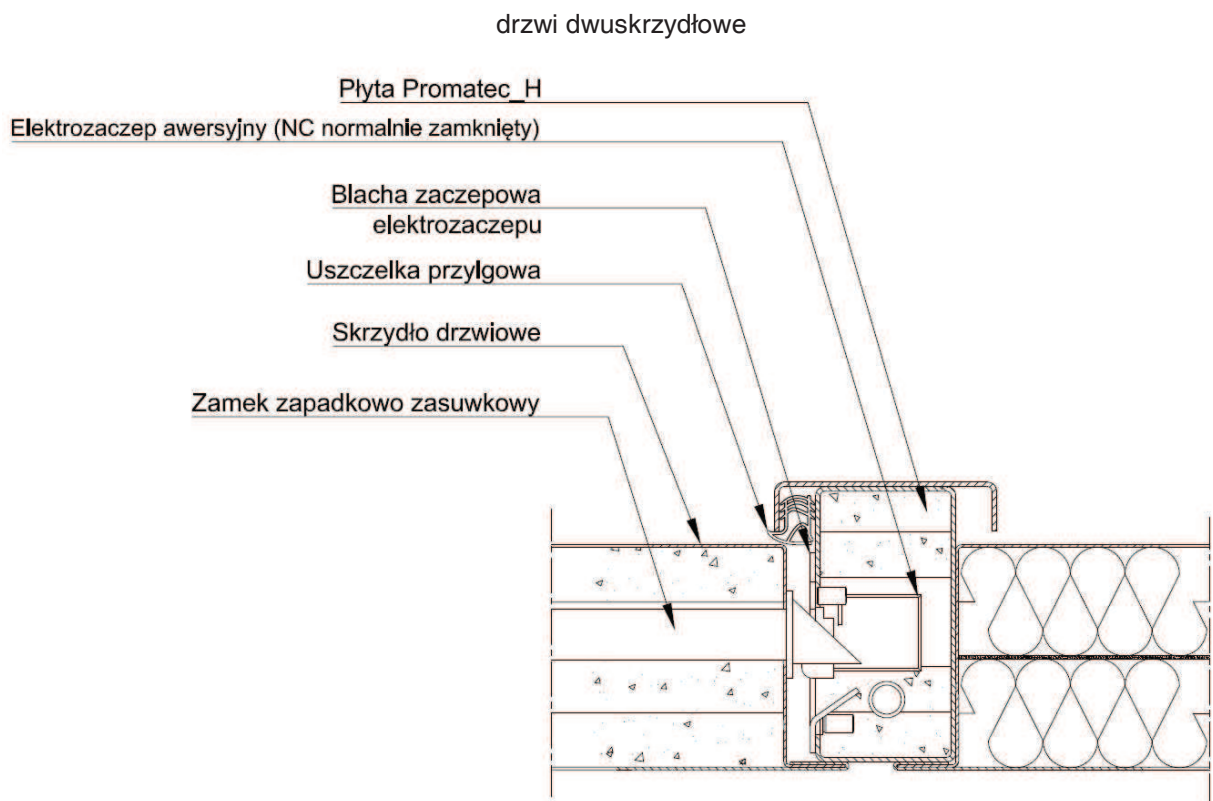 drzwi dwuskrzydłowe
Płyta Promatec_H
Elektrozaczep awersyjny (NC normalnie zamknięty)
Blacha zaczepowa
elektrozaczepu
Uszczelka przylgowa
Skrzydło drzwiowe
Zamek zapadkowo zasuwkowy